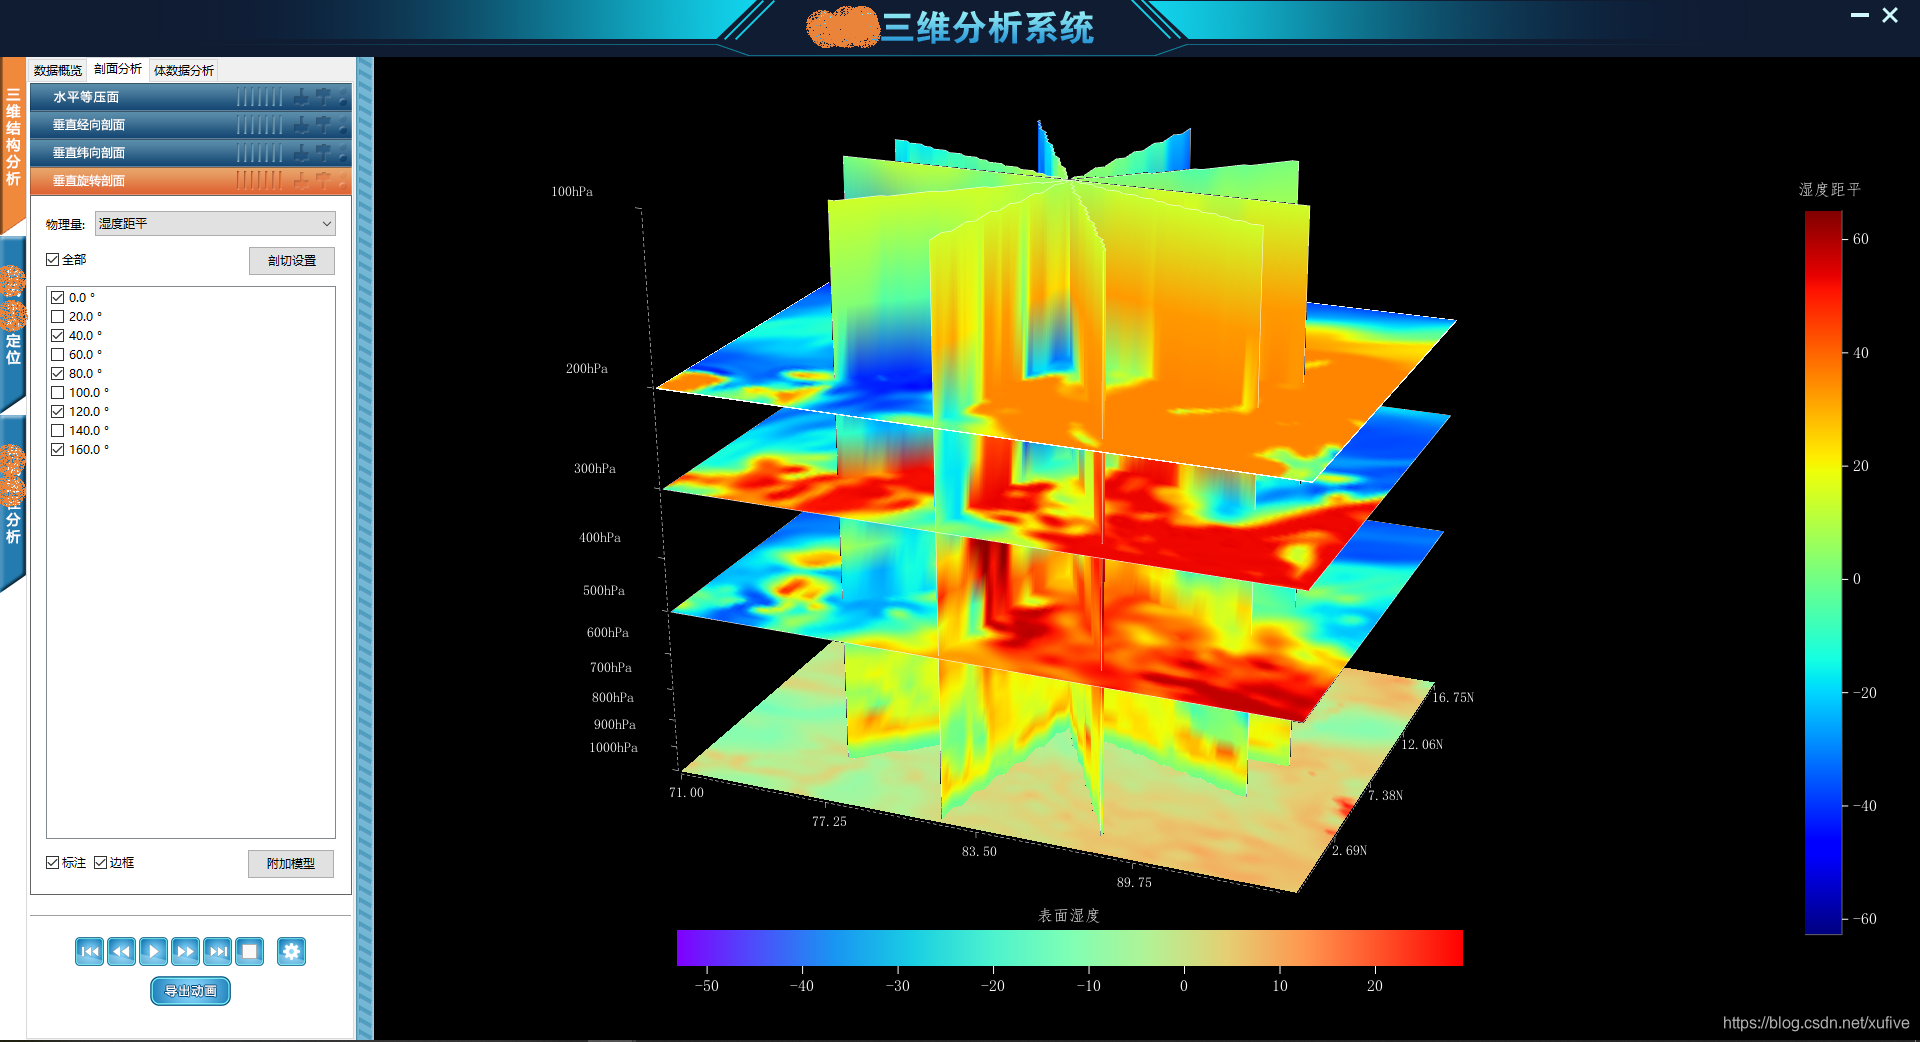 三维分析系统
数据概览
剖面分析
体数据分析
水平等压面
垂直经向剖面
垂直纬向剖面
垂直旋转剖面
三维结构分析
定位
分析
物理量:
湿度距平
全部
剖切设置
0.0 °
20.0 °
40.0 °
60.0 °
80.0 °
100.0 °
120.0 °
140.0 °
160.0 °
标注
边框
附加模型
导出动画
100hPa
200hPa
300hPa
400hPa
500hPa
600hPa
700hPa
800hPa
900hPa
1000hPa
71.00
77.25
83.50
89.75
2.69N
7.38N
12.06N
16.75N
湿度距平
60
40
20
0
−20
−40
−60
表面湿度
−50
−40
−30
−20
−10
0
10
20
https://blog.csdn.net/xufive